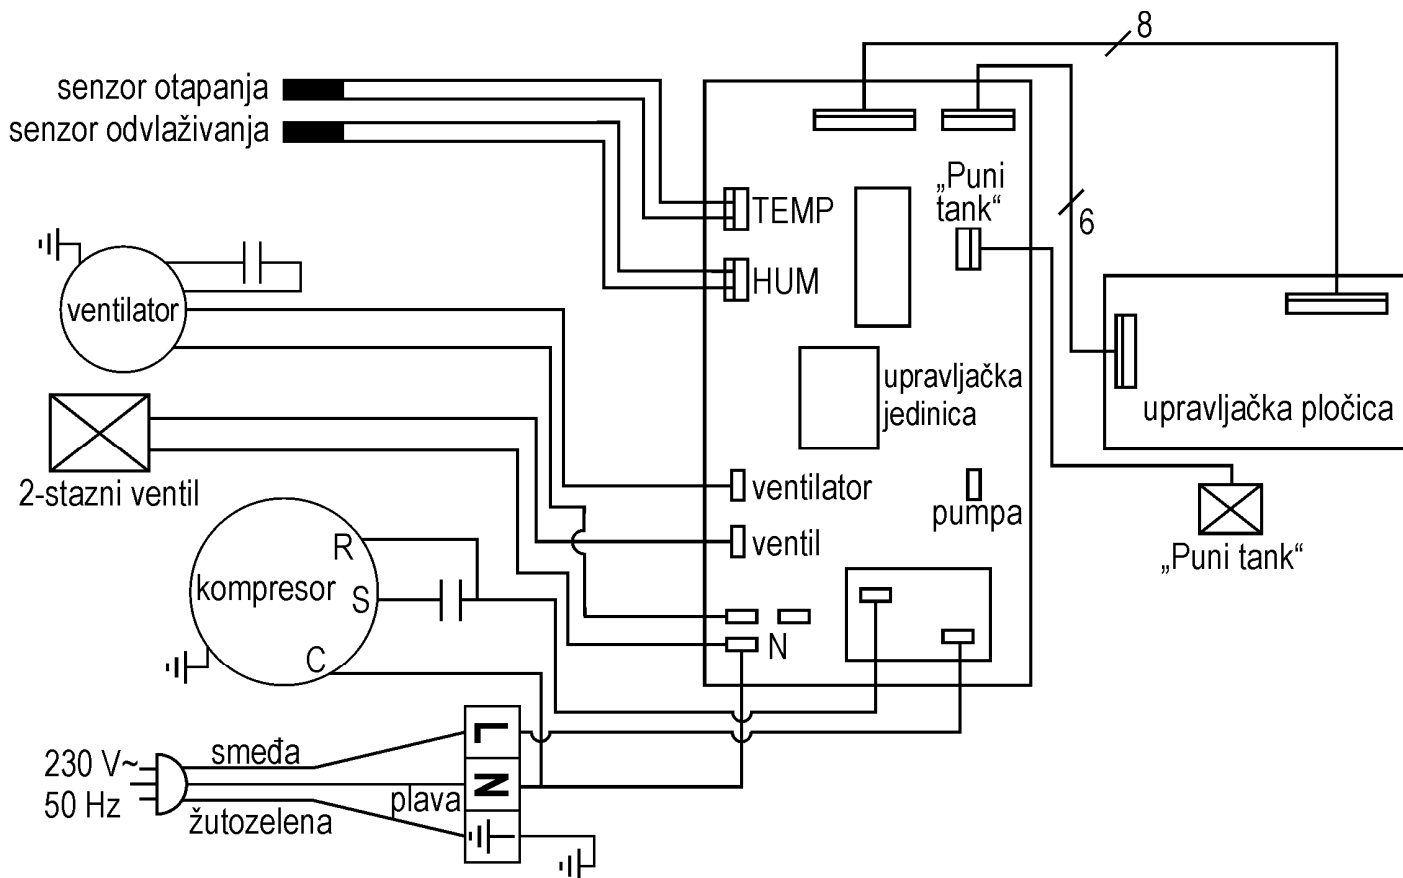 8
senzor otapanja
senzor odvlaživanja
„Puni
tank“
TEMP
6
HUM
ventilator
upravljačka
jedinica
upravljačka pločica
2-stazni ventil
ventilator
pumpa
ventil
„Puni tank“
R
kompresor
S
C
N
L
230 V~
smeđa
N
50 Hz
plava
žutozelena